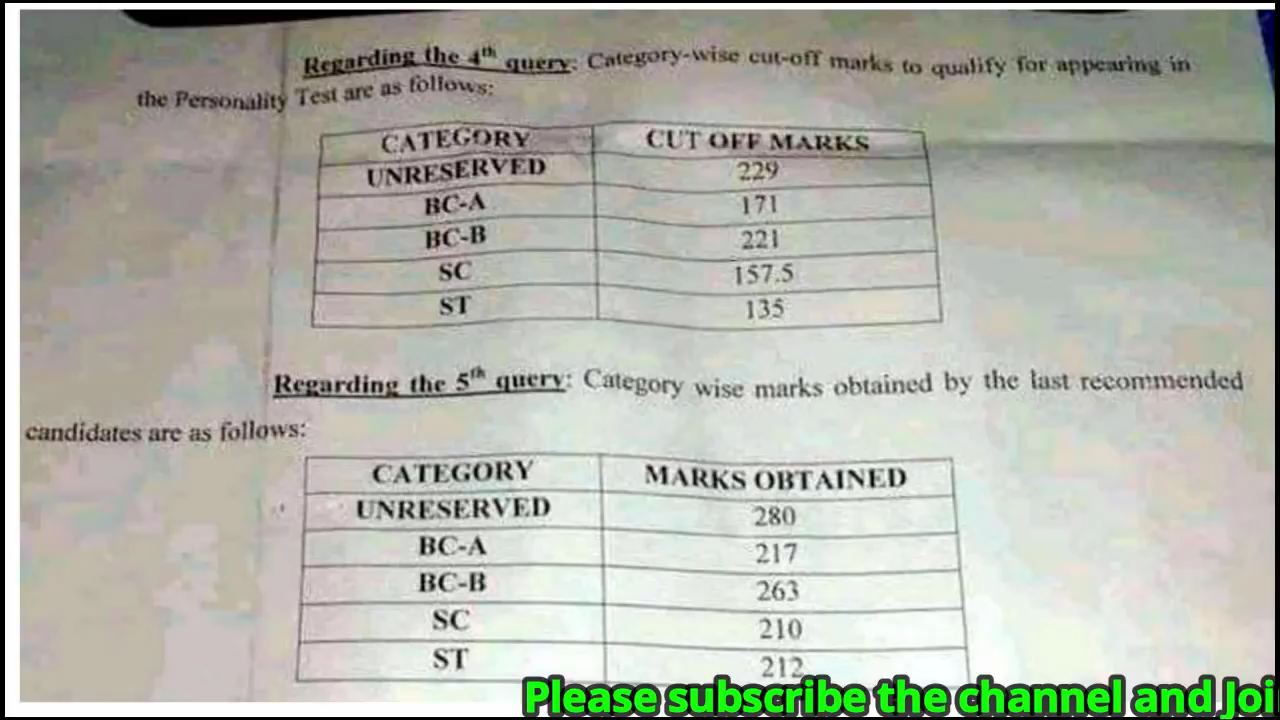 Regarding the 4th query: Category-wise cut-off marks to qualify for appearing in
the Personality Test are as follows:
CATEGORY CUT OFF MARKS
UNRESERVED 229
BC-A 171
BC-B 221
SC 157.5
ST 135
Regarding the 5th query: Category wise marks obtained by the last recommended
candidates are as follows:
CATEGORY MARKS OBTAINED
UNRESERVED 280
BC-A 217
BC-B 263
SC 210
ST 212
Please subscribe the channel and Joi